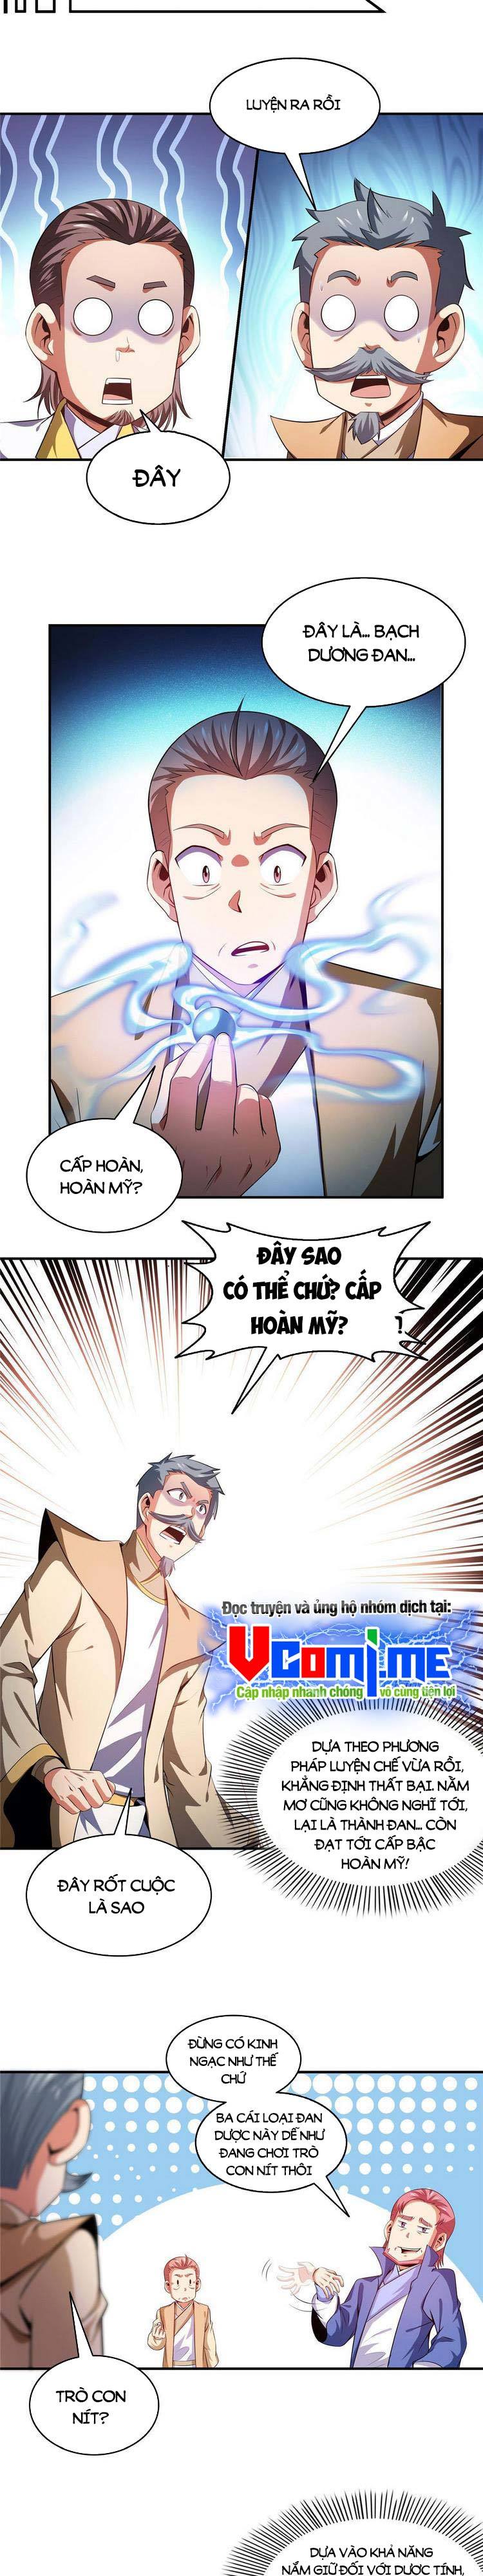 LUYỆN RA RỒI
ĐÂY
ĐÂY LÀ... BẠCH
DƯƠNG ĐAN...
CẤP HOÀN,
HOÀN MỸ?
ĐÂY SAO
CÓ THỂ CHỨ? CẤP
HOÀN MỸ?
Đọc truyện và ủng hộ nhóm dịch tại:
VComi.me
Cập nhập nhanh chóng vô cùng tiện lợi
DỰA THEO PHƯƠNG
PHÁP LUYỆN CHẾ VỪA RỒI,
KHẲNG ĐỊNH THẤT BẠI. NẰM
MƠ CŨNG KHÔNG NGHĨ TỚI,
LẠI LÀ THÀNH ĐAN.. CÒN
ĐẠT TỚI CẤP BẬC
HOÀN MỸ!
ĐÂY RỐT CUỘC
LÀ SAO
ĐỪNG CÓ KINH
NGẠC NHƯ THẾ
CHỨ
BA CÁI LOẠI ĐAN
DƯỢC NÀY DỄ NHƯ
ĐANG CHƠI TRÒ
CON NÍT THÔI
TRÒ CON
NÍT?
DỰA VÀO KHẢ NĂNG
NẮM GIỮ ĐỐI VỚI DƯỢC TÍNH,